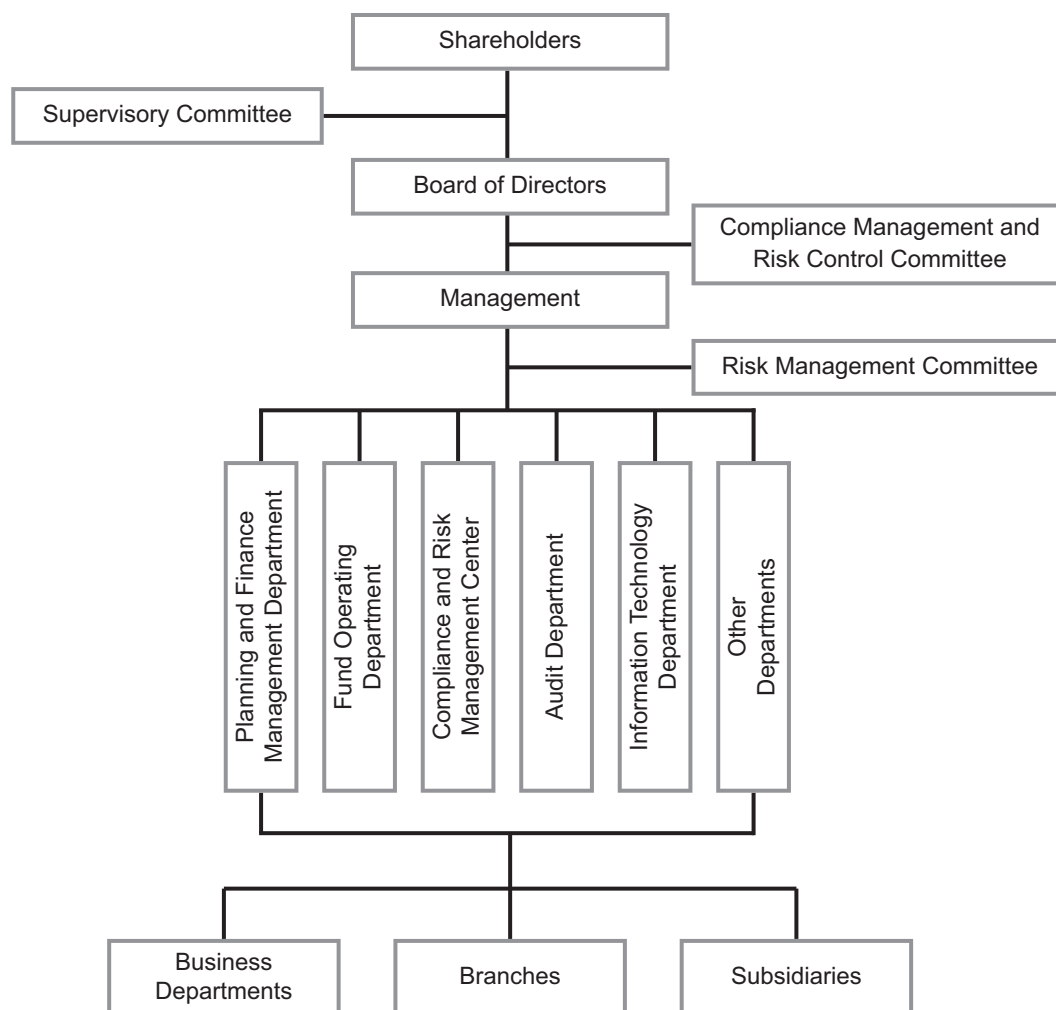 Shareholders
Supervisory Committee
Board of Directors
Compliance Management and
Risk Control Committee
Management
Risk Management Committee
Planning and Finance
Management Department
Fund Operating
Department
Compliance and Risk
Management Center
Audit Department
Information Technology
Department
Other
Departments
Business
Departments
Branches
Subsidiaries